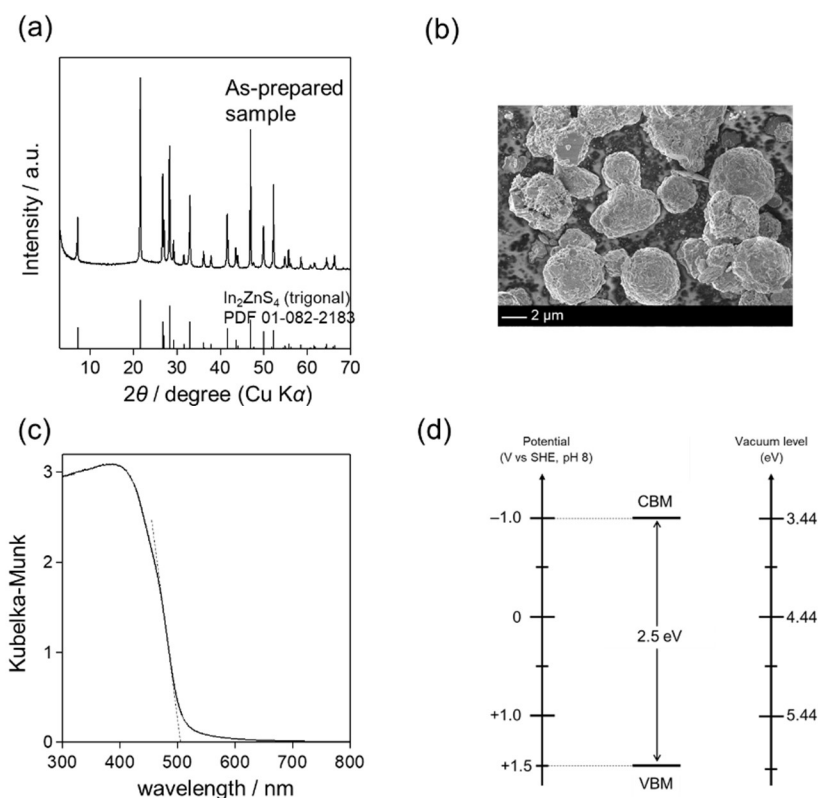 (a)
Intensity / a.u.
As-prepared
sample
In₂ZnS₄ (trigonal)
PDF 01-082-2183
10 20 30 40 50 60 70
2θ / degree (Cu Kα)
(b)
2 μm
(c)
Kubelka-Munk
3
2
1
0
300 400 500 600 700 800
wavelength / nm
(d)
Potential
(V vs SHE, pH 8)
Vacuum level
(eV)
CBM
–1.0
3.44
0
4.44
2.5 eV
+1.0
5.44
+1.5
VBM